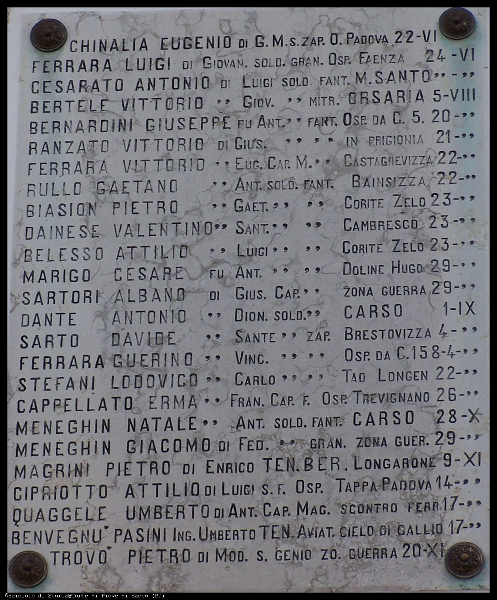 CHINALIA EUGENIO DI G. M. S. ZAP. O. PADOVA 22-VI
FERRARA LUIGI DI GIOVAN. SOLD. GRAN. OSP. FAENZA 24-VI
CESARATO ANTONIO DI LUIGI SOLD. FANT. M. SANTO ,,-,,
BERTELE VITTORIO ,, GIOV. ,, MITR. ORSARIA 5-VIII
BERNARDINI GIUSEPPE FU ANT. ,, FANT. OSP. DA C. 5. 20-,,
RANZATO VITTORIO DI GIUS. ,, ,, IN PRIGIONIA 21-,,
FERRARA VITTORIO ,, EUG. CAP. M. ,, CASTAGNEVIZZA 22-,,
RULLO GAETANO ,, ANT. SOLD. FANT. BAINSIZZA 22-,,
BIASION PIETRO ,, GAET. ,, ,, CORITE ZELO 23-,,
DAINESE VALENTINO ,, SANT. ,, ,, CAMBRESCO 23-,,
BELESSO ATTILIO ,, LUIGI ,, ,, CORITE ZELO 23-,,
MARIGO CESARE FU ANT. ,, ,, DOLINE HUGO 29-,,
SARTORI ALBANO DI GIUS. CAP. ,, ZONA GUERRA 29-,,
DANTE ANTONIO ,, DION. SOLD. ,, CARSO 1-IX
SARTO DAVIDE ,, SANTE ,, ZAP. BRESTOVIZZA 4-,,
FERRARA GUERINO ,, VINC. ,, ,, OSP. DA C. 158-4-,,
STEFANI LODOVICO ,, CARLO ,, ,, TAD LONGEN 22-,,
CAPPELLATO ERMA ,, FRAN. CAP. F. OSP. TREVIGNANO 26-,,
MENEGHIN NATALE ,, ANT. SOLD. FANT. CARSO 28-X
MENEGHIN GIACOMO DI FED. ,, GRAN. ZONA GUER. 29-,,
MAGRINI PIETRO DI ENRICO TEN. BER. LONGARONE 9-XI
CIPRIOTTO ATTILIO DI LUIGI S. F. OSP. TAPPA PADOVA 14-,,
QUAGGELE UMBERTO DI ANT. CAP. MAG. SCONTRO FERR. 17-,,
BENVEGNU' PASINI ING. UMBERTO TEN. AVIAT. CIELO DI GALLIO 17-,,
TROVO' PIETRO DI MOD. S. GENIO ZO. GUERRA 20-XI